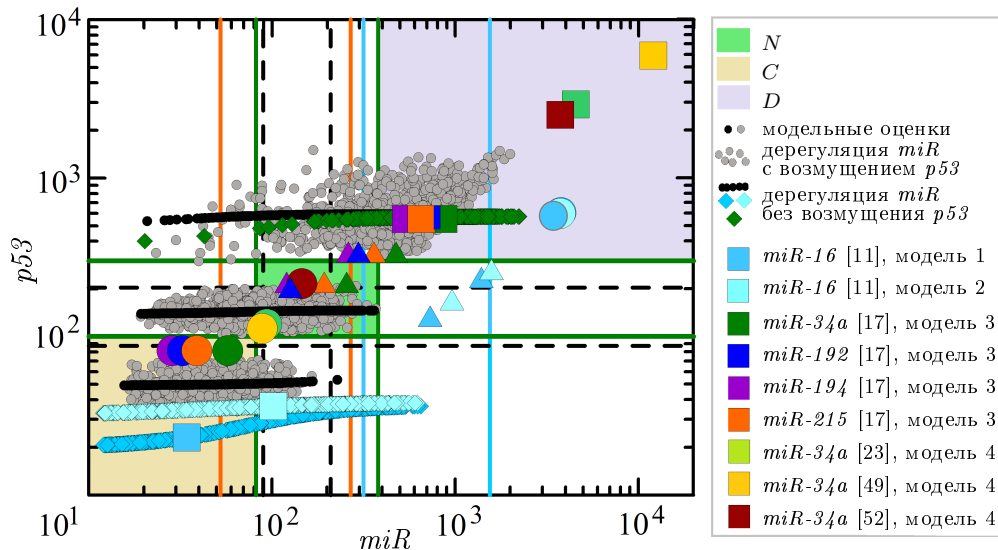 10^4
10^3
10^2
p53
10^1
10^2
10^3
10^4
miR
N
C
D
модельные оценки
дерегуляция miR
с возмущением p53
дерегуляция miR
без возмущения p53
miR-16 [11], модель 1
miR-16 [11], модель 2
miR-34a [17], модель 3
miR-192 [17], модель 3
miR-194 [17], модель 3
miR-215 [17], модель 3
miR-34a [23], модель 4
miR-34a [49], модель 4
miR-34a [52], модель 4